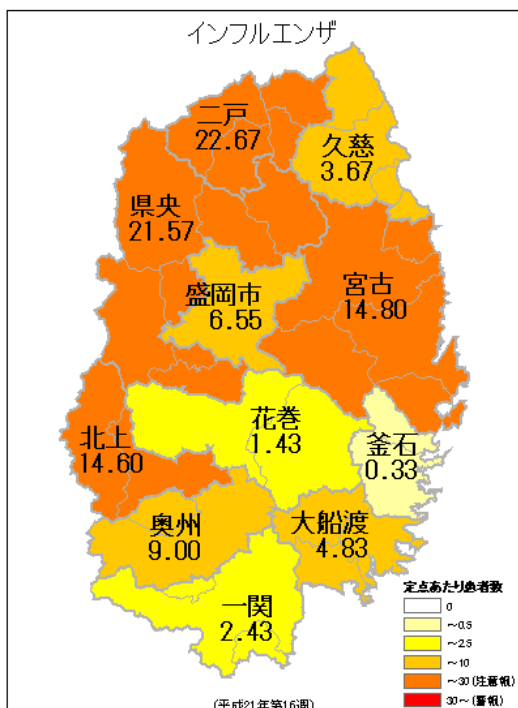 インフルエンザ
二戸
22.67
久慈
3.67
県央
21.57
盛岡市
6.55
宮古
14.80
花巻
1.43
北上
14.60
釜石
0.33
奥州
9.00
大船渡
4.83
一関
2.43
定点あたり患者数
0
～0.5
～2.5
～10
～30(注意報)
30～(警報)
(平成21年第16週)